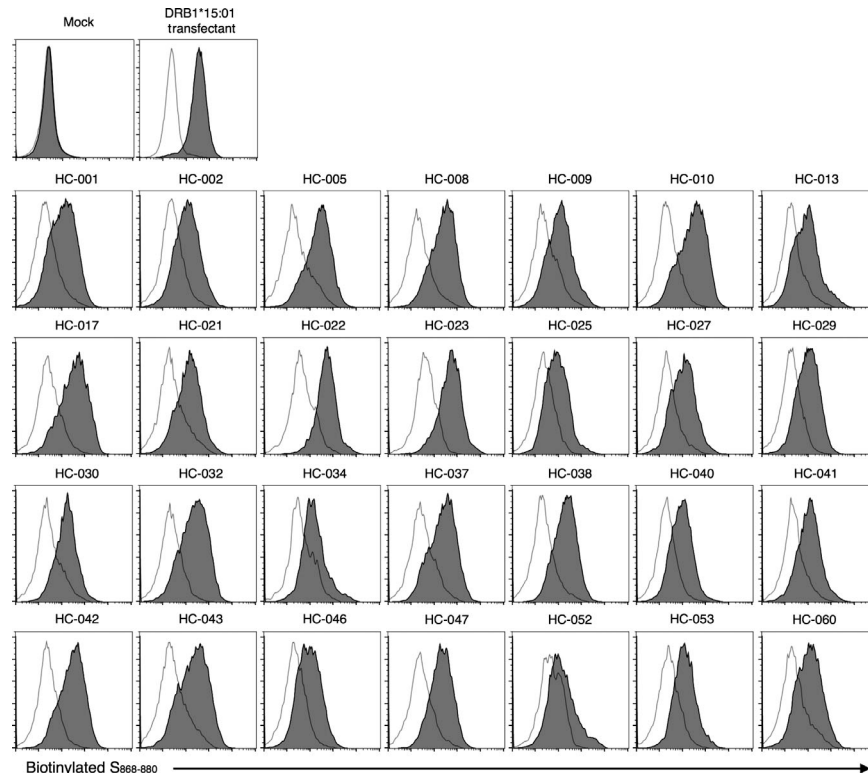 Mock
DRB1*15:01
transfectant
HC-001 HC-002 HC-005 HC-008 HC-009 HC-010 HC-013
HC-017 HC-021 HC-022 HC-023 HC-025 HC-027 HC-029
HC-030 HC-032 HC-034 HC-037 HC-038 HC-040 HC-041
HC-042 HC-043 HC-046 HC-047 HC-052 HC-053 HC-060
Biotinylated S868-880